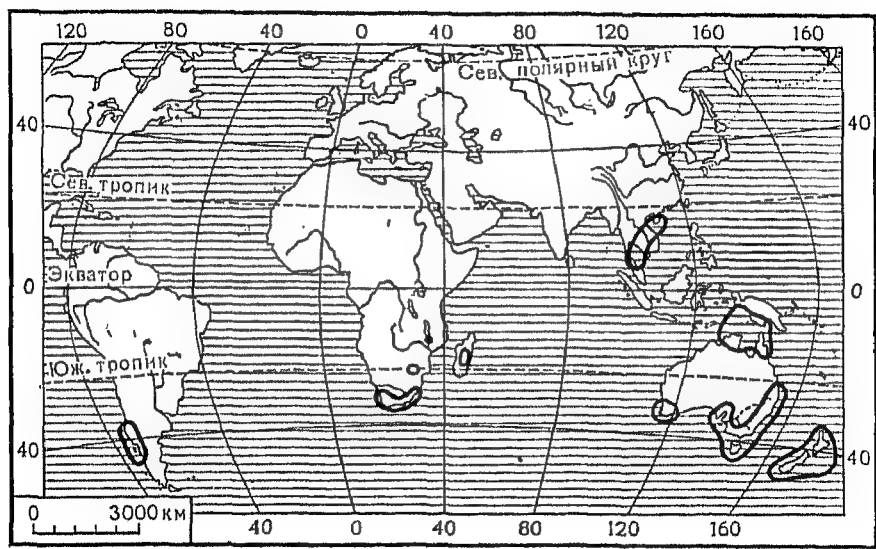 120 80 40 0 40 80 120 160 160
Сев. полярный круг
40 40
Сев. тропик
Экватор
0 0
Юж. тропик
40 40
0 3000 км
40 0 40 80 120 160